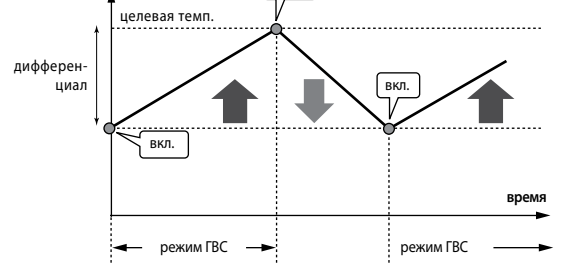 целевая темп.
дифферен-
циал
вкл.
вкл.
время
режим ГВС
режим ГВС